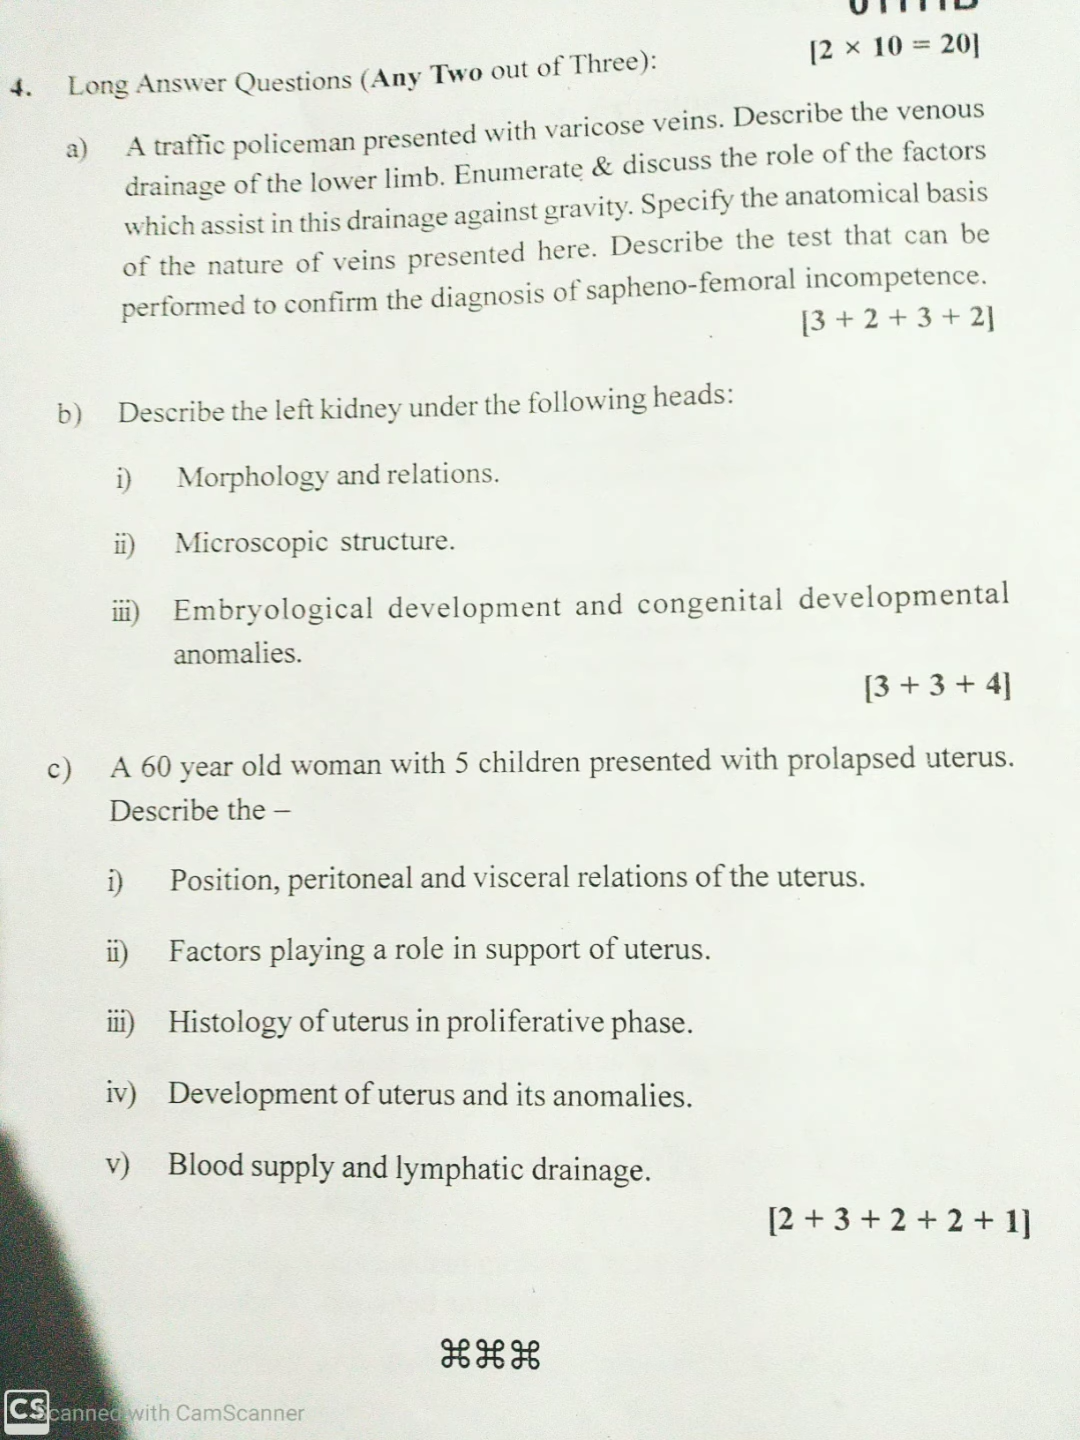 [2 × 10 = 20]
4. Long Answer Questions (Any Two out of Three):
a) A traffic policeman presented with varicose veins. Describe the venous
drainage of the lower limb. Enumerate & discuss the role of the factors
which assist in this drainage against gravity. Specify the anatomical basis
of the nature of veins presented here. Describe the test that can be
performed to confirm the diagnosis of sapheno-femoral incompetence.
[3 + 2 + 3 + 2]
b) Describe the left kidney under the following heads:
i) Morphology and relations.
ii) Microscopic structure.
iii) Embryological development and congenital developmental
anomalies.
[3 + 3 + 4]
c) A 60 year old woman with 5 children presented with prolapsed uterus.
Describe the –
i) Position, peritoneal and visceral relations of the uterus.
ii) Factors playing a role in support of uterus.
iii) Histology of uterus in proliferative phase.
iv) Development of uterus and its anomalies.
v) Blood supply and lymphatic drainage.
[2 + 3 + 2 + 2 + 1]
⌘⌘⌘
CS Scanned with CamScanner